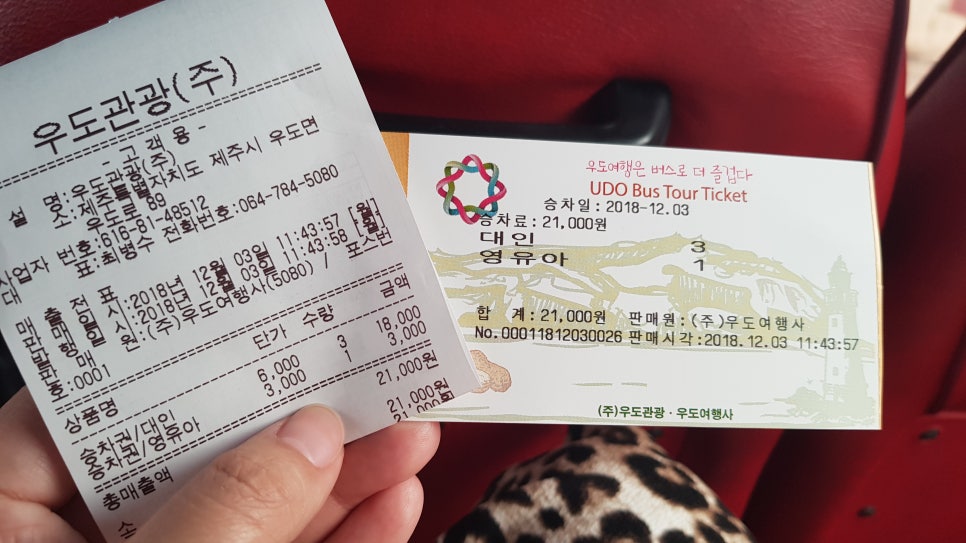 우도관광(주)
- 고 객 용 -
설 명:우도관광(주)
소:제주특별자치도 제주시 우도면
우도로 89
사업자 번호:616-81-48512
대 표:최병수 전화번호:064-784-5080
매 출 전 표:2018년 12월 03일 11:43:57 [월]
발 행 일 시:2018년 12월 03일 11:43:58 [월]
판 매 원:(주)우도여행사(5080) / 포스번
호:0001
상품명 단가 수량 금액
승차권/대인 6,000 3 18,000
승차권/영유아 3,000 1 3,000
총매출액 21,000원
21,000원
21,000원
우도여행은 버스로 더 즐겁다
UDO Bus Tour Ticket
승차일 : 2018-12.03
승차료 : 21,000원
대인 3
영유아 1
합 계 : 21,000원 판 매 원 : (주)우도여행사
No. 00011812030026 판매시각 : 2018. 12.03 11:43:57
(주)우도관광 · 우도여행사